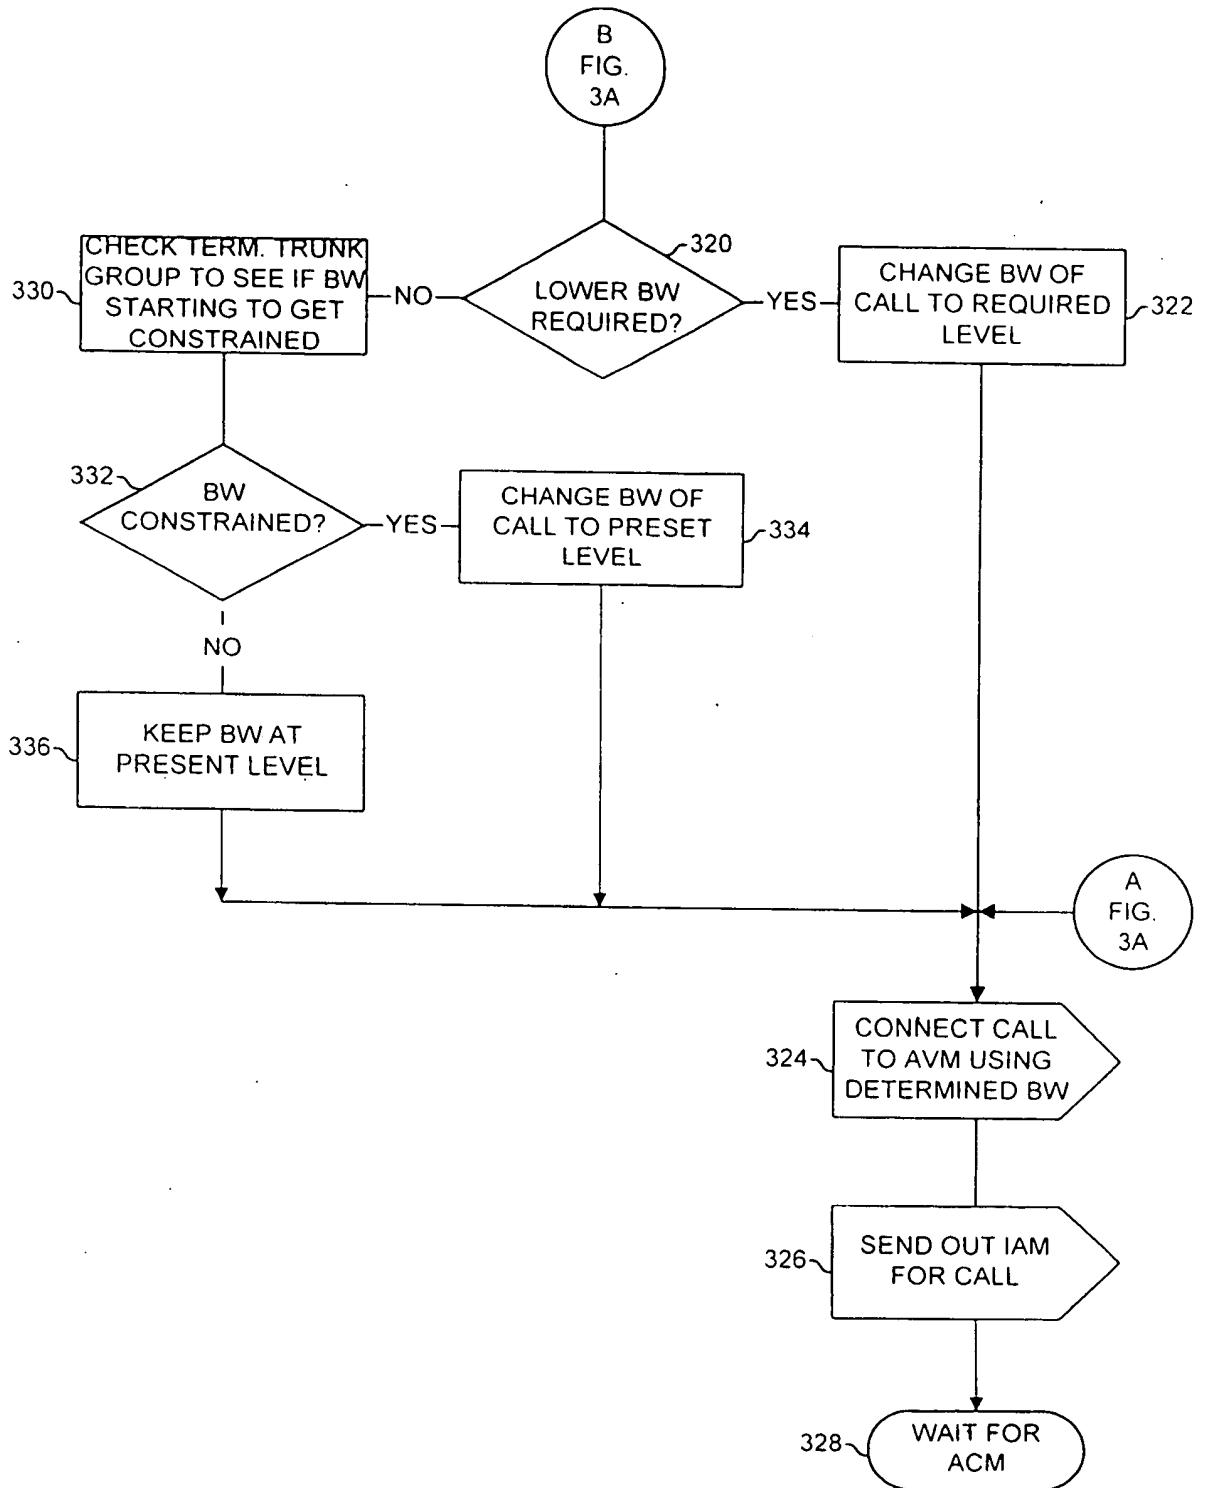 B
FIG.
3A
320
LOWER BW
REQUIRED?
NO
YES
330
CHECK TERM. TRUNK
GROUP TO SEE IF BW
STARTING TO GET
CONSTRAINED
CHANGE BW OF
CALL TO REQUIRED
LEVEL
322
332
BW
CONSTRAINED?
YES
CHANGE BW OF
CALL TO PRESET
LEVEL
334
NO
336
KEEP BW AT
PRESENT LEVEL
A
FIG.
3A
324
CONNECT CALL
TO AVM USING
DETERMINED BW
326
SEND OUT IAM
FOR CALL
328
WAIT FOR
ACM